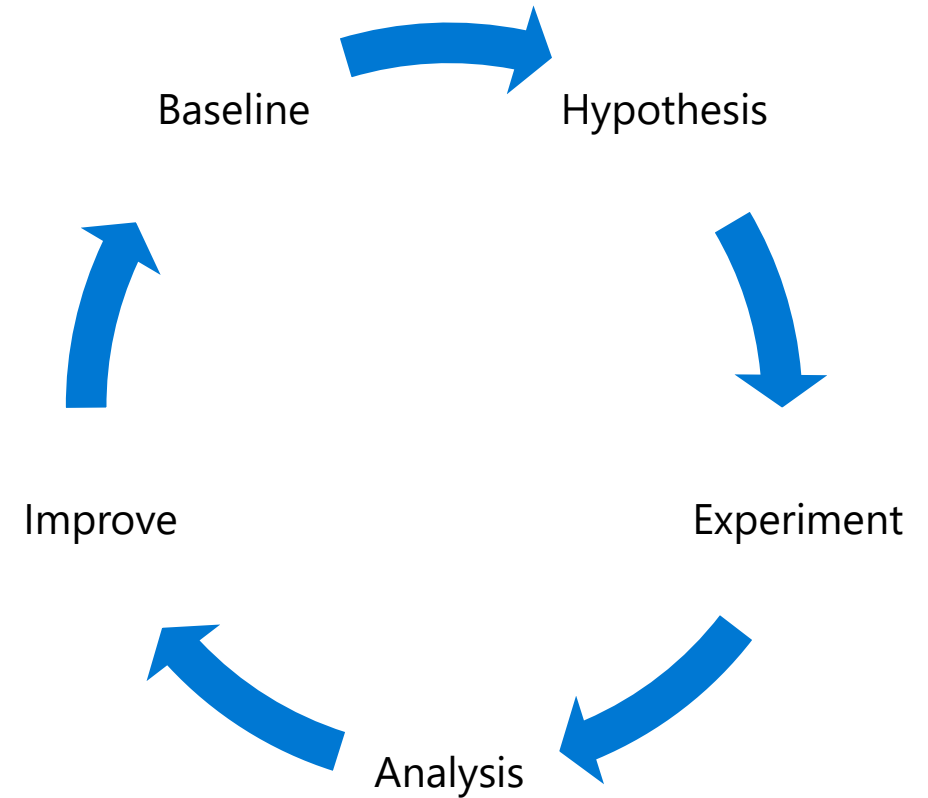 Baseline
Hypothesis
Experiment
Analysis
Improve